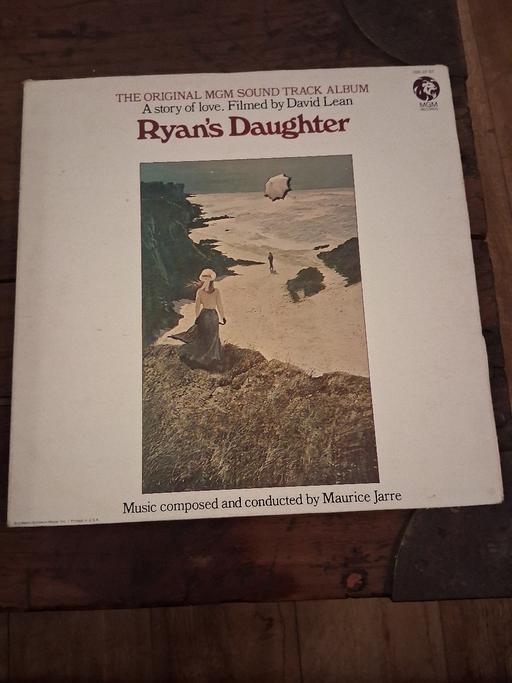 THE ORIGINAL MGM SOUND TRACK ALBUM
A story of love. Filmed by David Lean
Ryan's Daughter
MGM
RECORDS
Music composed and conducted by Maurice Jarre